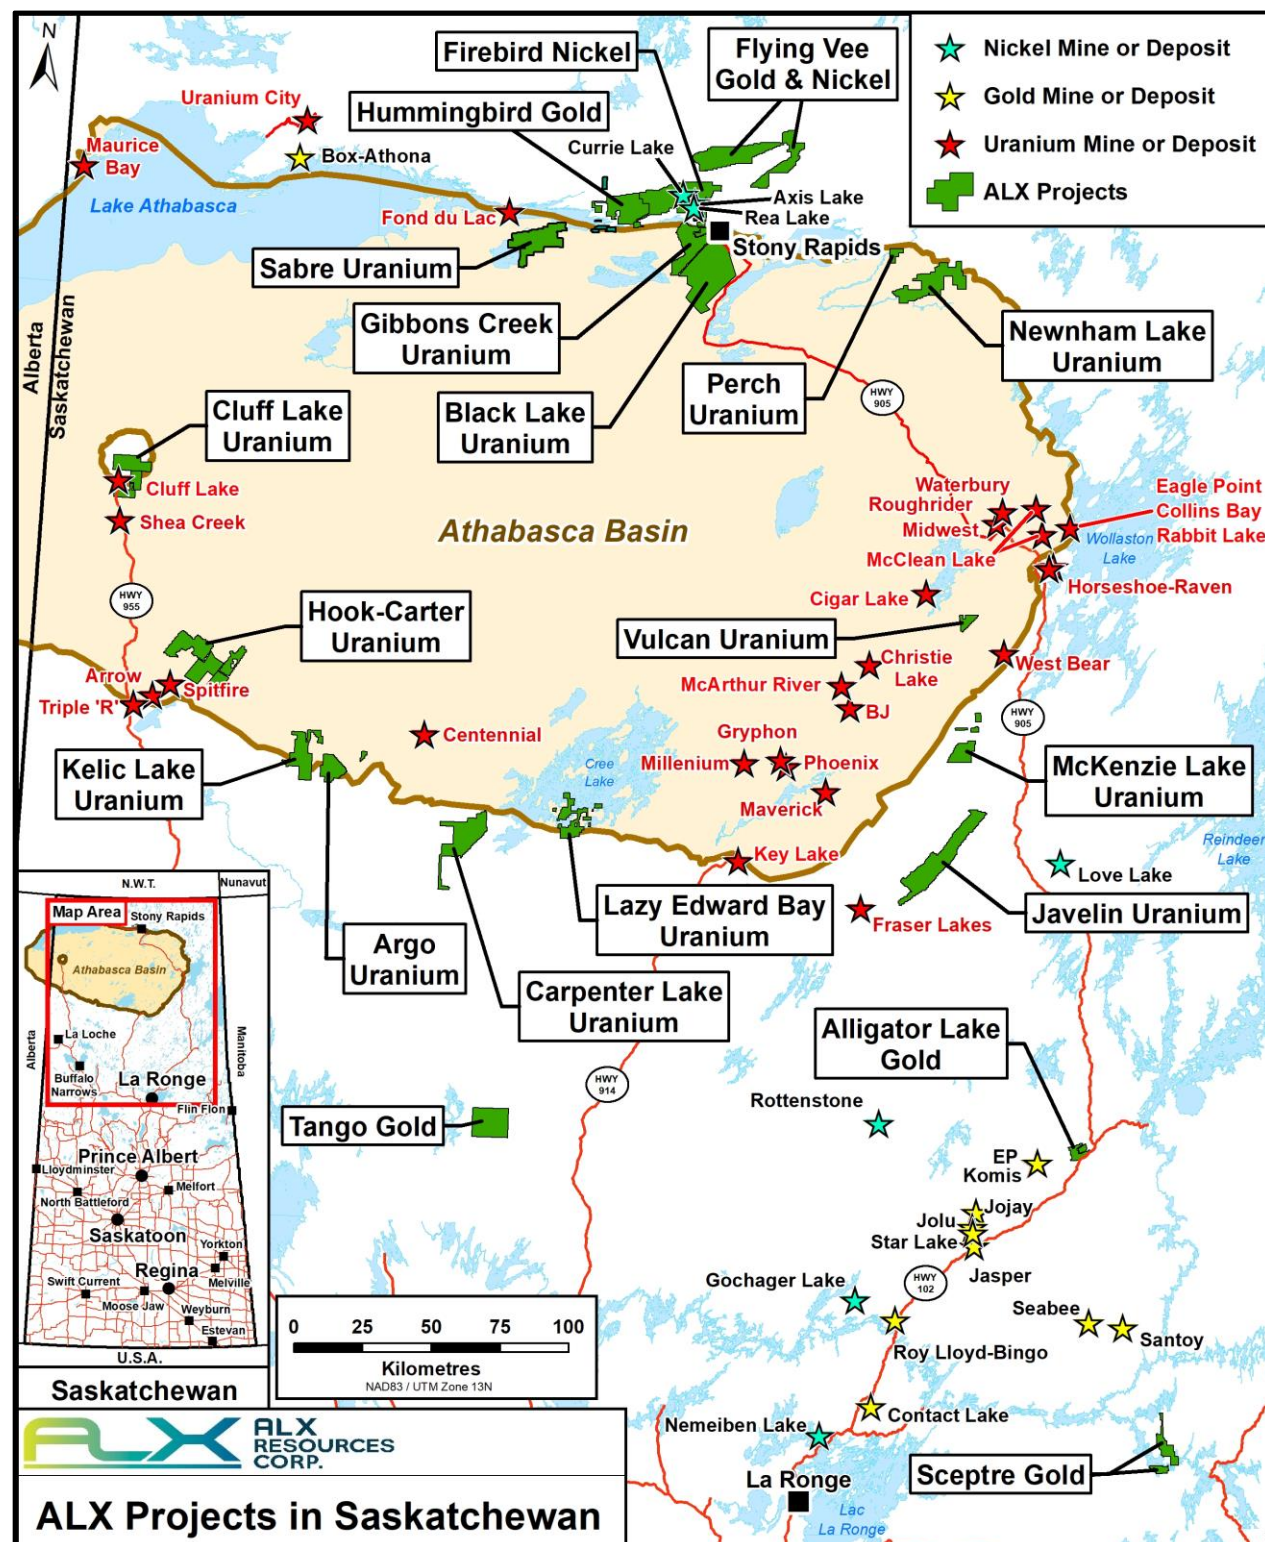 N
Firebird Nickel
Flying Vee
Gold & Nickel
Nickel Mine or Deposit
Gold Mine or Deposit
Uranium Mine or Deposit
ALX Projects
Uranium City
Hummingbird Gold
Maurice
Bay
Box-Athona
Currie Lake
Axis Lake
Rea Lake
Lake Athabasca
Fond du Lac
Stony Rapids
Sabre Uranium
Gibbons Creek
Uranium
Newnham Lake
Uranium
Alberta
Saskatchewan
Perch
Uranium
HWY
905
Cluff Lake
Uranium
Black Lake
Uranium
Cluff Lake
Shea Creek
Athabasca Basin
Waterbury
Roughrider
Midwest
McClean Lake
Eagle Point
Collins Bay
Rabbit Lake
Wollaston
Lake
Horseshoe-Raven
Cigar Lake
HWY
955
Hook-Carter
Uranium
Vulcan Uranium
West Bear
Christie
Lake
McArthur River
BJ
Arrow
Spitfire
Triple 'R'
HWY
905
Centennial
Gryphon
Millenium
Phoenix
Maverick
Cree
Lake
Kelic Lake
Uranium
McKenzie Lake
Uranium
Reindeer
Lake
Key Lake
Love Lake
Lazy Edward Bay
Uranium
Fraser Lakes
Javelin Uranium
Argo
Uranium
Carpenter Lake
Uranium
Alligator Lake
Gold
HWY
914
Tango Gold
Rottenstone
EP
Komis
Jojay
Jolu
Star Lake
Jasper
HWY
102
Gochager Lake
Seabee
Santoy
Roy Lloyd-Bingo
Contact Lake
Nemeiben Lake
La Ronge
Lac
La Ronge
Sceptre Gold
N.W.T.
Nunavut
Map Area
Stony Rapids
Athabasca Basin
Alberta
Manitoba
La Loche
Buffalo
Narrows
La Ronge
Flin Flon
Prince Albert
Lloydminster
Melfort
North Battleford
Saskatoon
Yorkton
Regina
Melville
Swift Current
Moose Jaw
Weyburn
Estevan
U.S.A.
Saskatchewan
0 25 50 75 100
Kilometres
NAD83 / UTM Zone 13N
ALX
ALX
RESOURCES
CORP.
ALX Projects in Saskatchewan